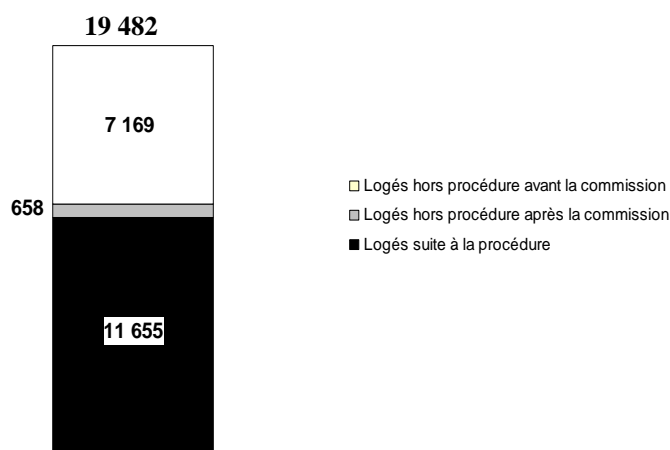 19 482
7 169
658
11 655
Logés hors procédure avant la commission
Logés hors procédure après la commission
Logés suite à la procédure